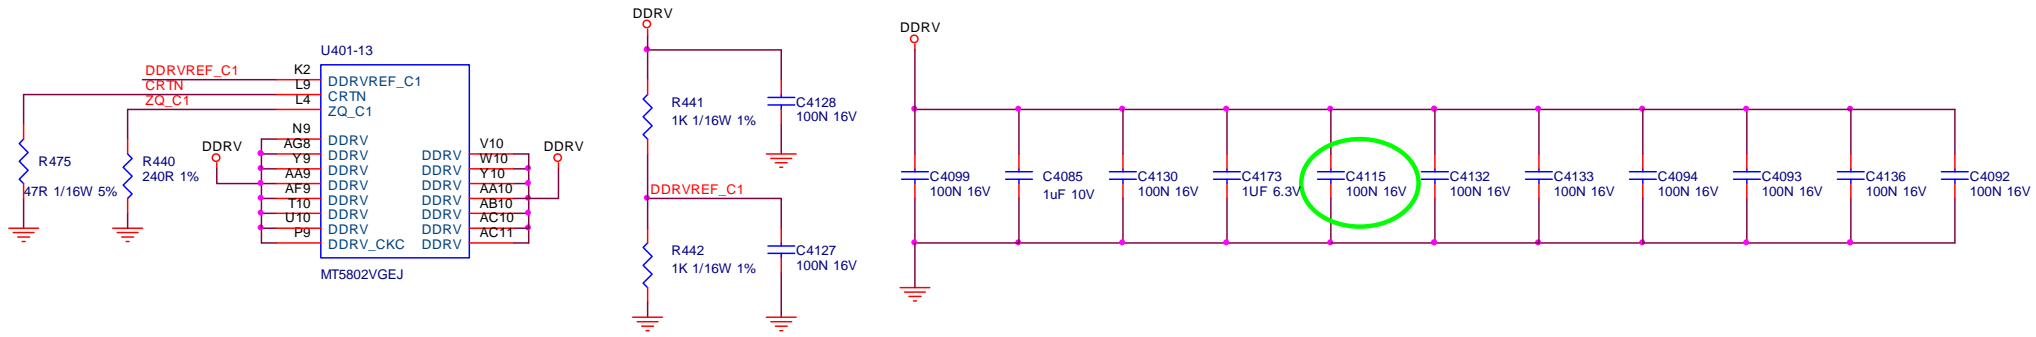 U401-13
DDRVREF_C1
CRTN
ZQ_C1
K2
L9
L4
N9
AG8
Y9
AA9
AF9
T10
U10
P9
DDRVREF_C1
CRTN
ZQ_C1
DDRV
DDRV
DDRV
DDRV
DDRV
DDRV
DDRV
DDRV_CKC
DDRV
DDRV
DDRV
DDRV
DDRV
DDRV
DDRV
V10
W10
Y10
AA10
AB10
AC10
AC11
DDRV
DDRV
R475
47R 1/16W 5%
R440
240R 1%
MT5802VGEJ
DDRV
R441
1K 1/16W 1%
C4128
100N 16V
DDRVREF_C1
R442
1K 1/16W 1%
C4127
100N 16V
DDRV
C4099
100N 16V
C4085
1uF 10V
C4130
100N 16V
C4173
1UF 6.3V
C4115
100N 16V
C4132
100N 16V
C4133
100N 16V
C4094
100N 16V
C4093
100N 16V
C4136
100N 16V
C4092
100N 16V